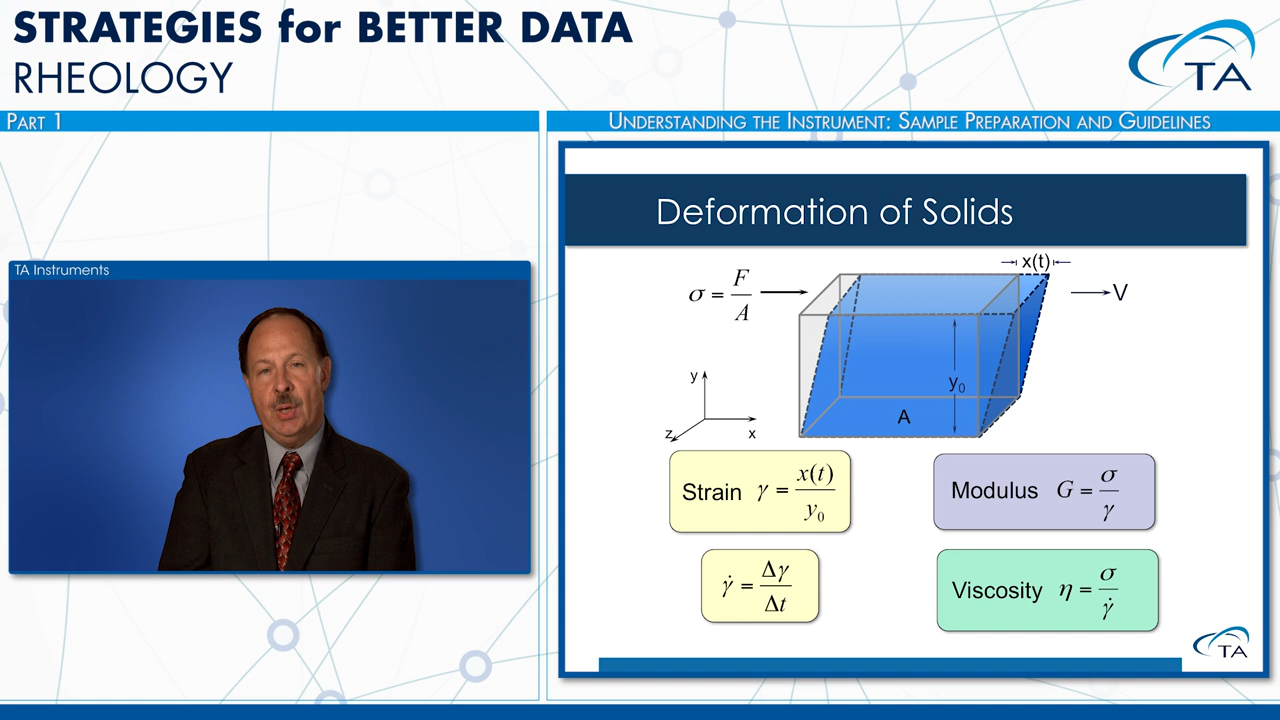 STRATEGIES for BETTER DATA
RHEOLOGY
TA
PART 1
UNDERSTANDING THE INSTRUMENT: SAMPLE PREPARATION AND GUIDELINES
TA Instruments
Deformation of Solids
x(t)
σ = F/A
V
y
y₀
z
x
A
Strain γ = x(t)/y₀
Modulus G = σ/γ
γ̇ = Δγ/Δt
Viscosity η = σ/γ̇
TA